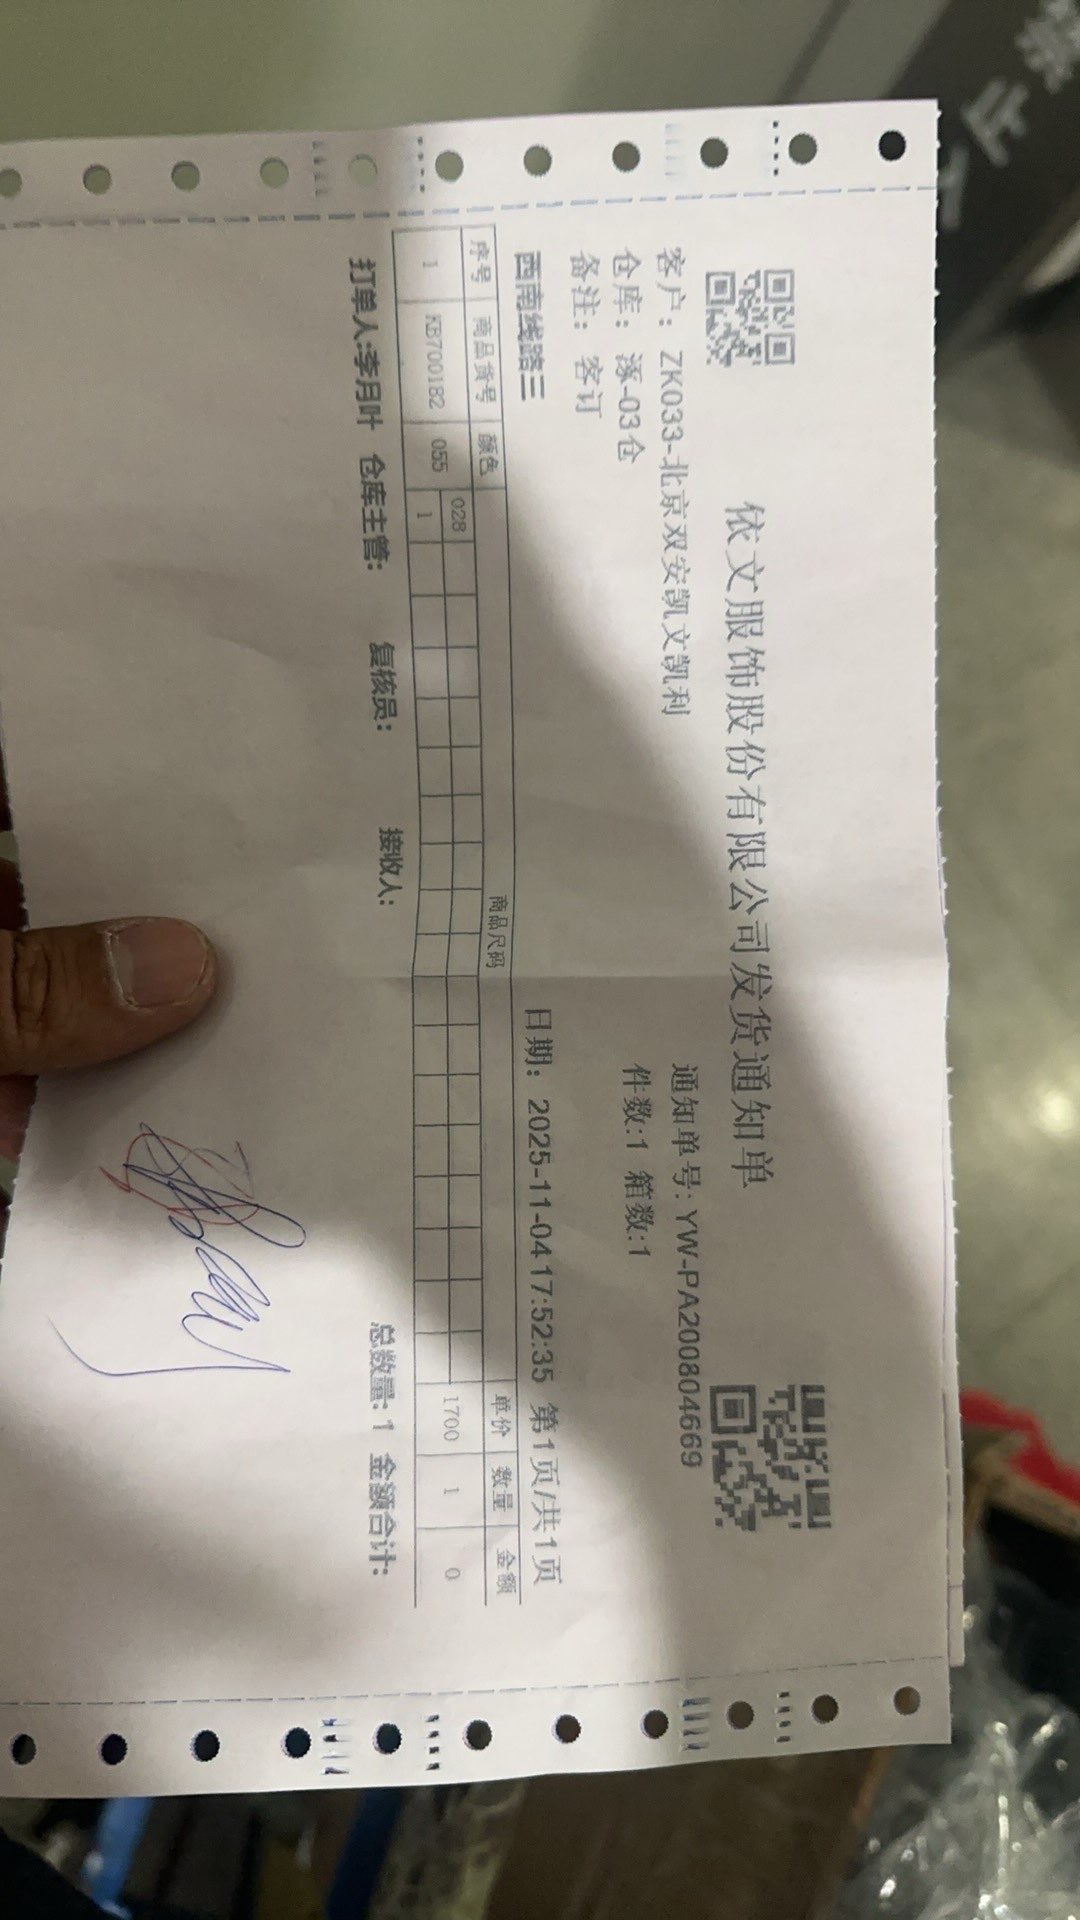 依文服饰股份有限公司发货通知单
客户：ZK033-北京双安凯文凯利 通知单号: YW-PA200804669
仓库：涿-03仓 件数:1 箱数:1
备注：客订
西南线路三 日期：2025-11-04 17:52:35 第1页/共1页
序号 商品货号 颜色 商品尺码 单价 数量 金额
028
1 KB700182 055 1 1700 1 0
打单人:李月叶 仓库主管: 复核员: 接收人: 总数量: 1 金额合计: